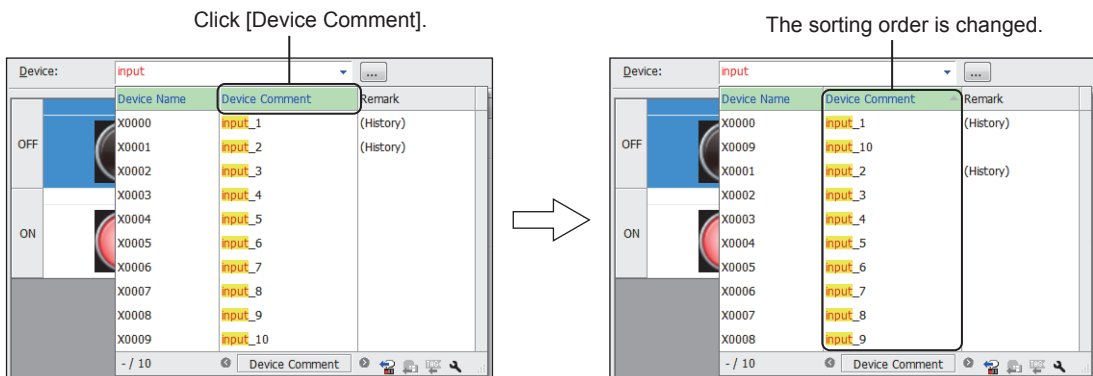 Click [Device Comment].
The sorting order is changed.
Device: input ...
Device Name Device Comment Remark
X0000 input_1 (History)
X0001 input_2 (History)
X0002 input_3
X0003 input_4
X0004 input_5
X0005 input_6
X0006 input_7
X0007 input_8
X0008 input_9
X0009 input_10
OFF
ON
- / 10 Device Comment
Device: input ...
Device Name Device Comment Remark
X0000 input_1 (History)
X0009 input_10
X0001 input_2 (History)
X0002 input_3
X0003 input_4
X0004 input_5
X0005 input_6
X0006 input_7
X0007 input_8
X0008 input_9
OFF
ON
- / 10 Device Comment